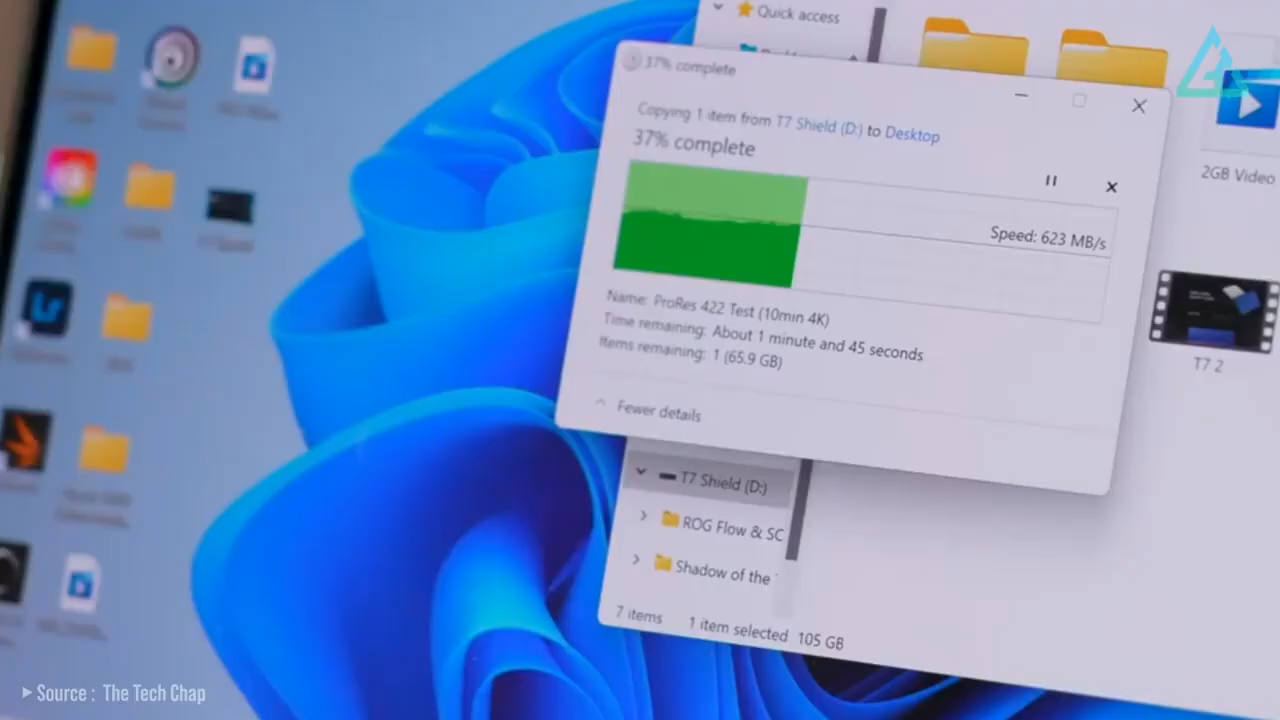 Quick access
37% complete
Copying 1 item from T7 Shield (D:) to Desktop
37% complete
Speed: 623 MB/s
Name: ProRes 422 Test (10min 4K)
Time remaining: About 1 minute and 45 seconds
Items remaining: 1 (65.9 GB)
Fewer details
2GB Video
T7 2
T7 Shield (D:)
ROG Flow & SC
Shadow of the
7 items 1 item selected 105 GB
Lr
Source : The Tech Chap